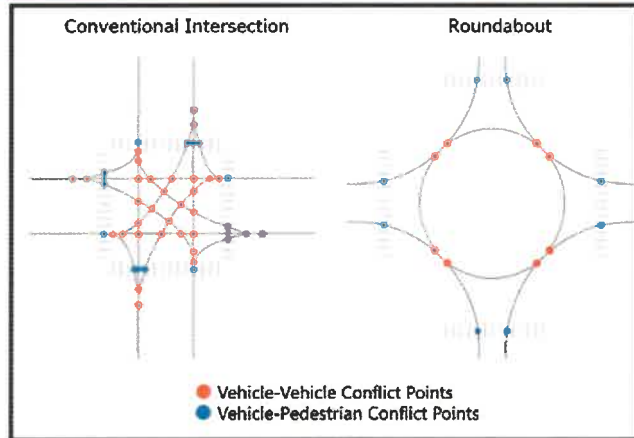 Conventional Intersection
Roundabout
Vehicle-Vehicle Conflict Points
Vehicle-Pedestrian Conflict Points